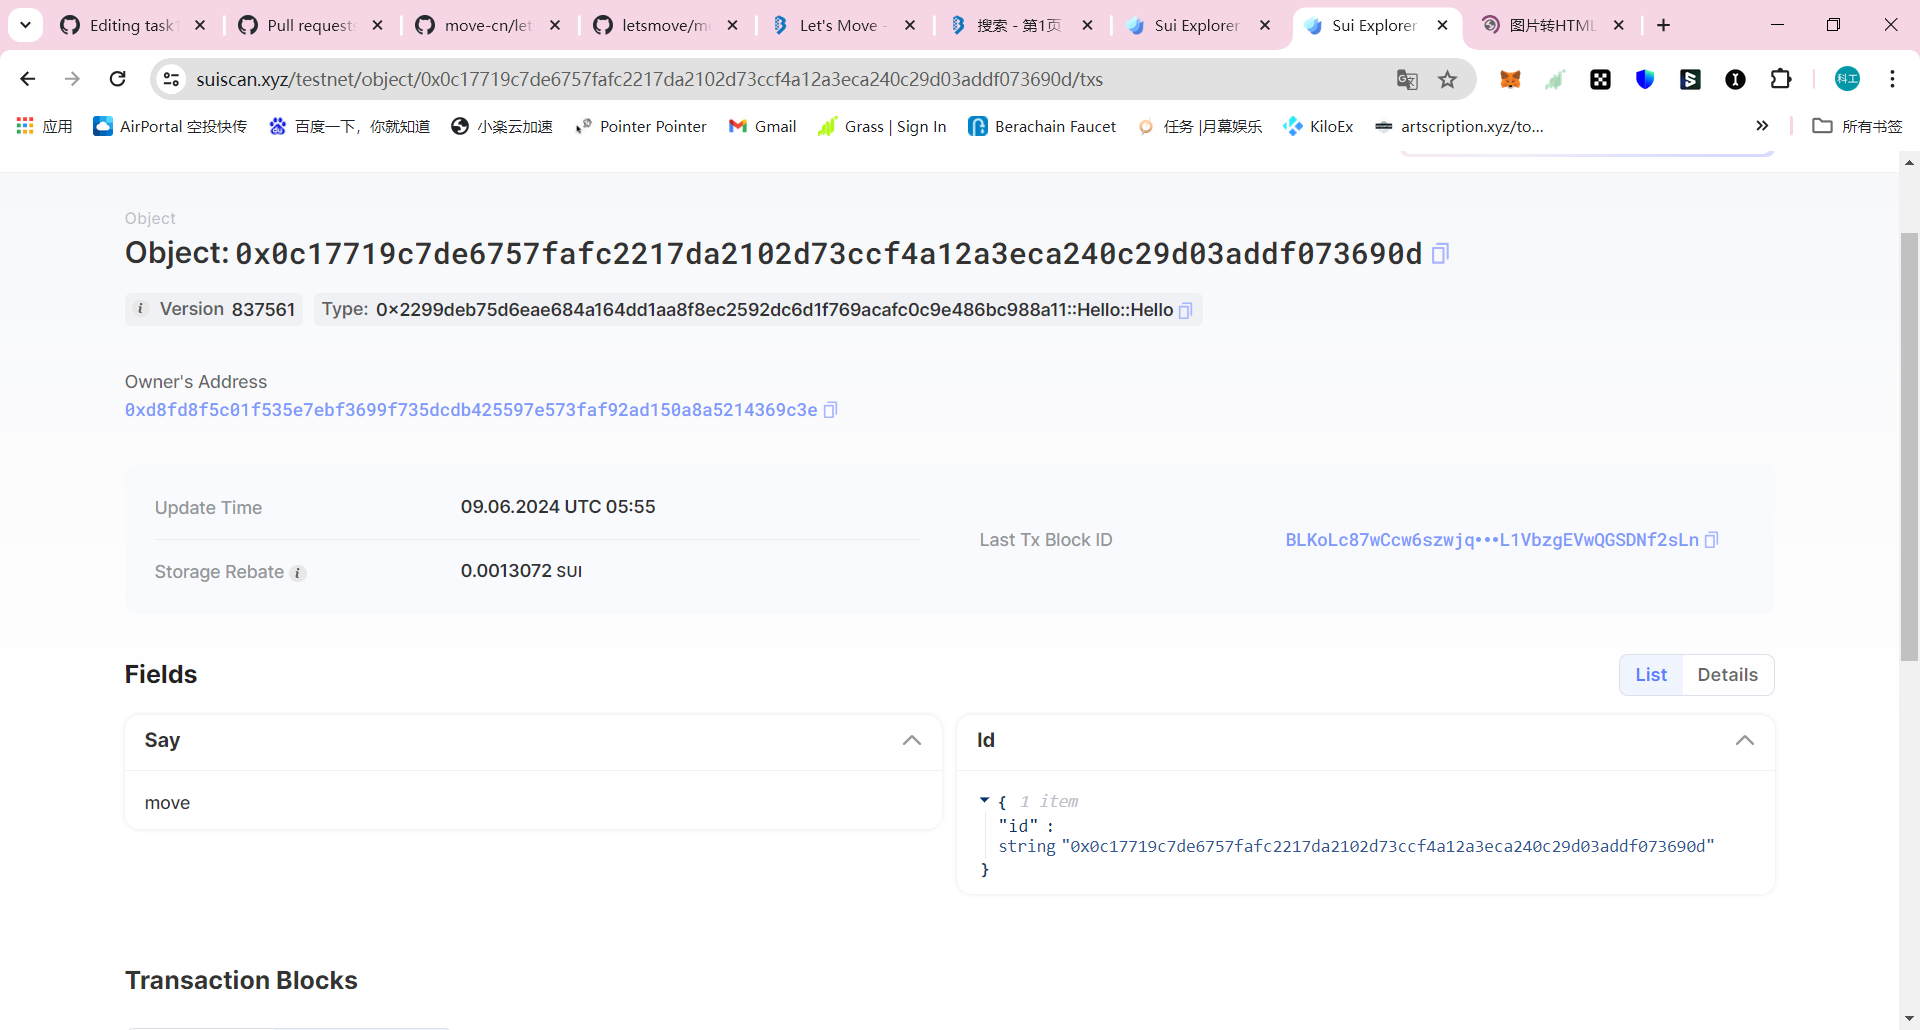 Editing task1
Pull requests
move-cn/let
letsmove/mo
Let's Move -
搜索 - 第1页
Sui Explorer
Sui Explorer
图片转HTML
suiscan.xyz/testnet/object/0x0c17719c7de6757fafc2217da2102d73ccf4a12a3eca240c29d03addf073690d/txs
科工
应用
AirPortal 空投快传
百度一下，你就知道
小楽云加速
Pointer Pointer
Gmail
Grass | Sign In
Berachain Faucet
任务 |月幕娱乐
KiloEx
artscription.xyz/to...
所有书签
Object
Object: 0x0c17719c7de6757fafc2217da2102d73ccf4a12a3eca240c29d03addf073690d
i Version 837561
Type: 0x2299deb75d6eae684a164dd1aa8f8ec2592dc6d1f769acafc0c9e486bc988a11::Hello::Hello
Owner's Address
0xd8fd8f5c01f535e7ebf3699f735dcdb425597e573faf92ad150a8a5214369c3e
Update Time 09.06.2024 UTC 05:55
Last Tx Block ID BLKoLc87wCcw6szwjq•••L1VbzgEVwQGSDNf2sLn
Storage Rebate i 0.0013072 SUI
Fields
List Details
Say
move
Id
{ 1 item
"id" :
string "0x0c17719c7de6757fafc2217da2102d73ccf4a12a3eca240c29d03addf073690d"
}
Transaction Blocks